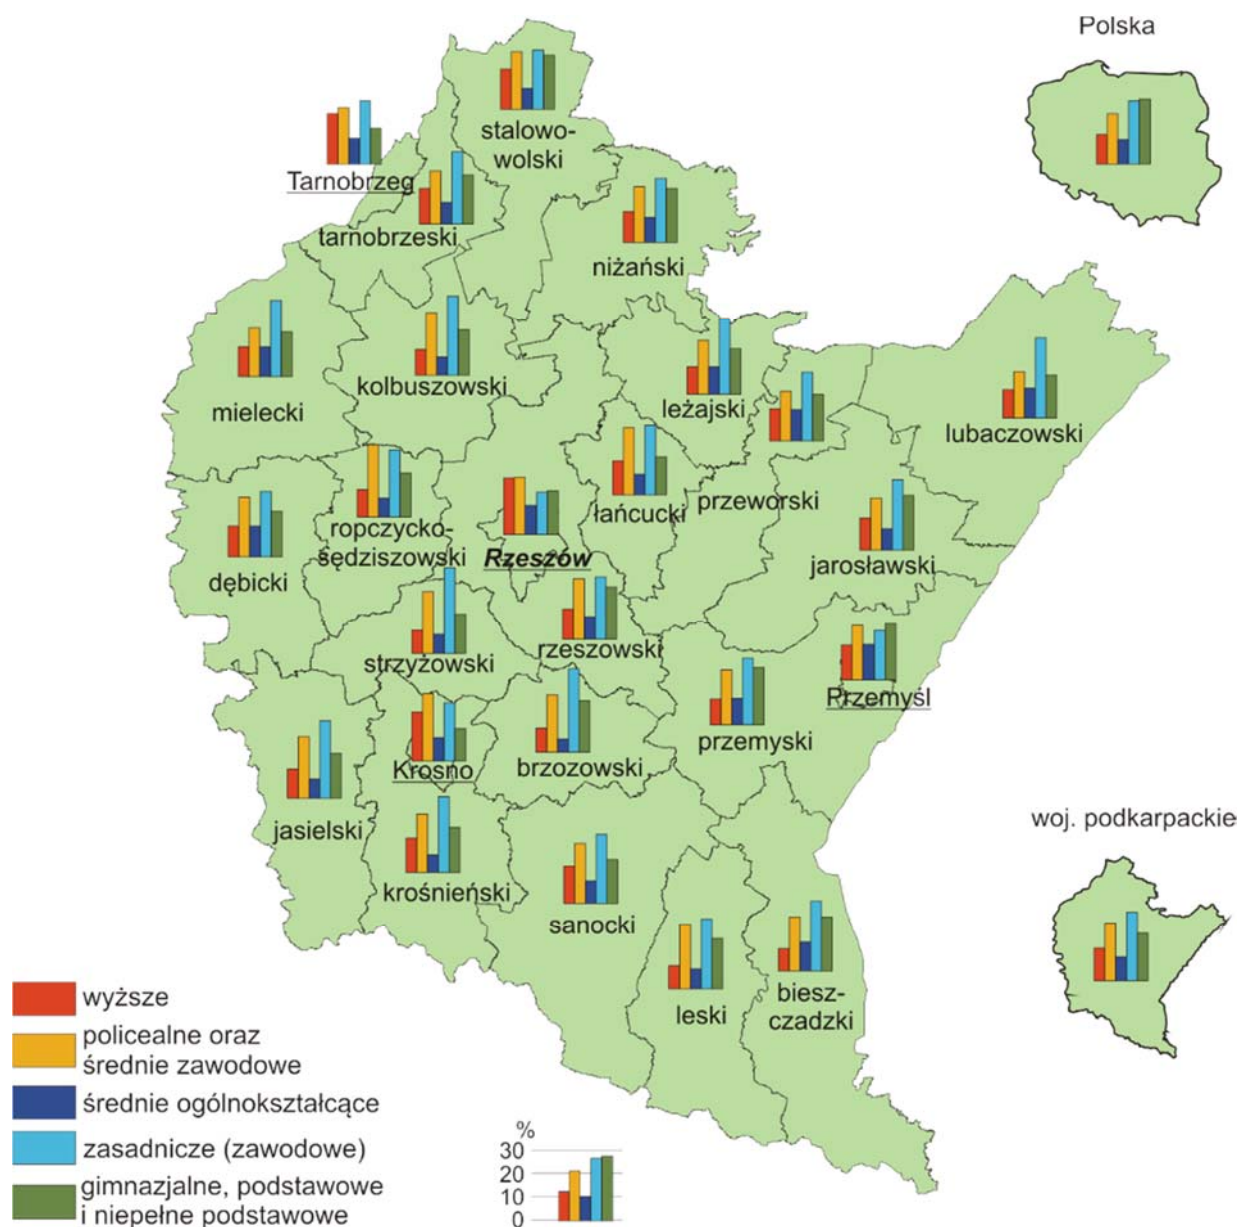 Polska
stalowo-
wolski
Tarnobrzeg
tarnobrzeski
niżański
kolbuszowski
mielecki
leżajski
lubaczowski
przeworski
łańcucki
ropczycko-
sędziszowski
Rzeszów
dębicki
jarosławski
strzyżowski
rzeszowski
Przemyśl
Krosno
brzozowski
przemyski
jasielski
woj. podkarpackie
krośnieński
sanocki
leski
biesz-
czadzki
wyższe
policealne oraz
średnie zawodowe
średnie ogólnokształcące
zasadnicze (zawodowe)
gimnazjalne, podstawowe
i niepełne podstawowe
%
30
20
10
0